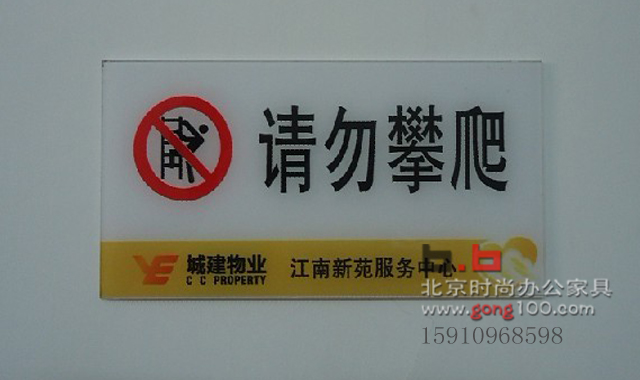 请勿攀爬
城建物业 江南新苑服务中心
C C PROPERTY
b.b
北京时尚办公家具
www.gong100.com
15910968598